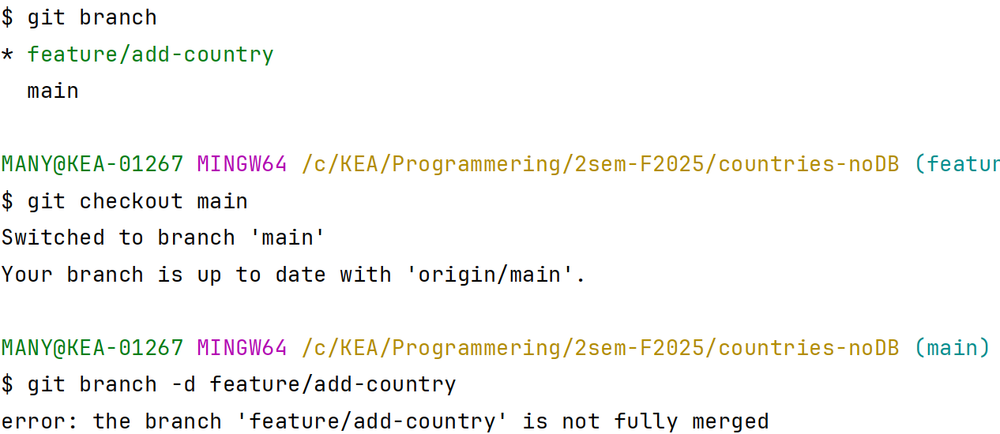 $ git branch
* feature/add-country
  main
MANY@KEA-01267 MINGW64 /c/KEA/Programmering/2sem-F2025/countries-noDB (featur
$ git checkout main
Switched to branch 'main'
Your branch is up to date with 'origin/main'.
MANY@KEA-01267 MINGW64 /c/KEA/Programmering/2sem-F2025/countries-noDB (main)
$ git branch -d feature/add-country
error: the branch 'feature/add-country' is not fully merged